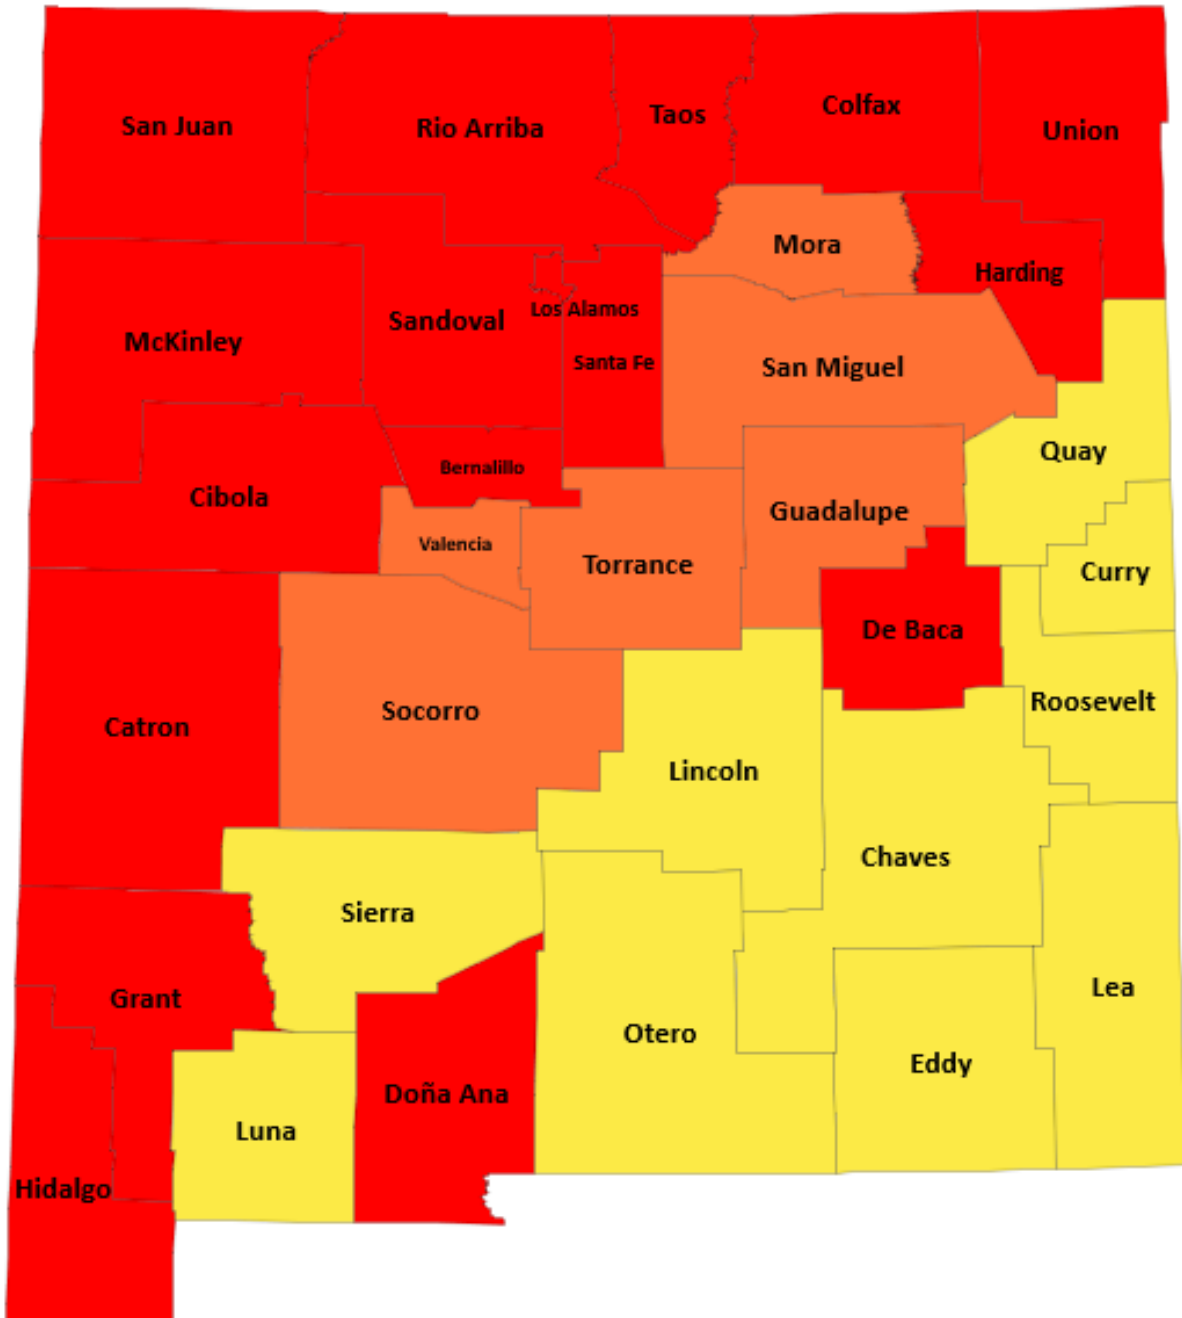 San Juan
Rio Arriba
Taos
Colfax
Union
Mora
Harding
McKinley
Sandoval
Los Alamos
Santa Fe
San Miguel
Quay
Cibola
Bernalillo
Valencia
Torrance
Guadalupe
Curry
De Baca
Catron
Socorro
Roosevelt
Lincoln
Chaves
Sierra
Grant
Otero
Lea
Eddy
Doña Ana
Luna
Hidalgo